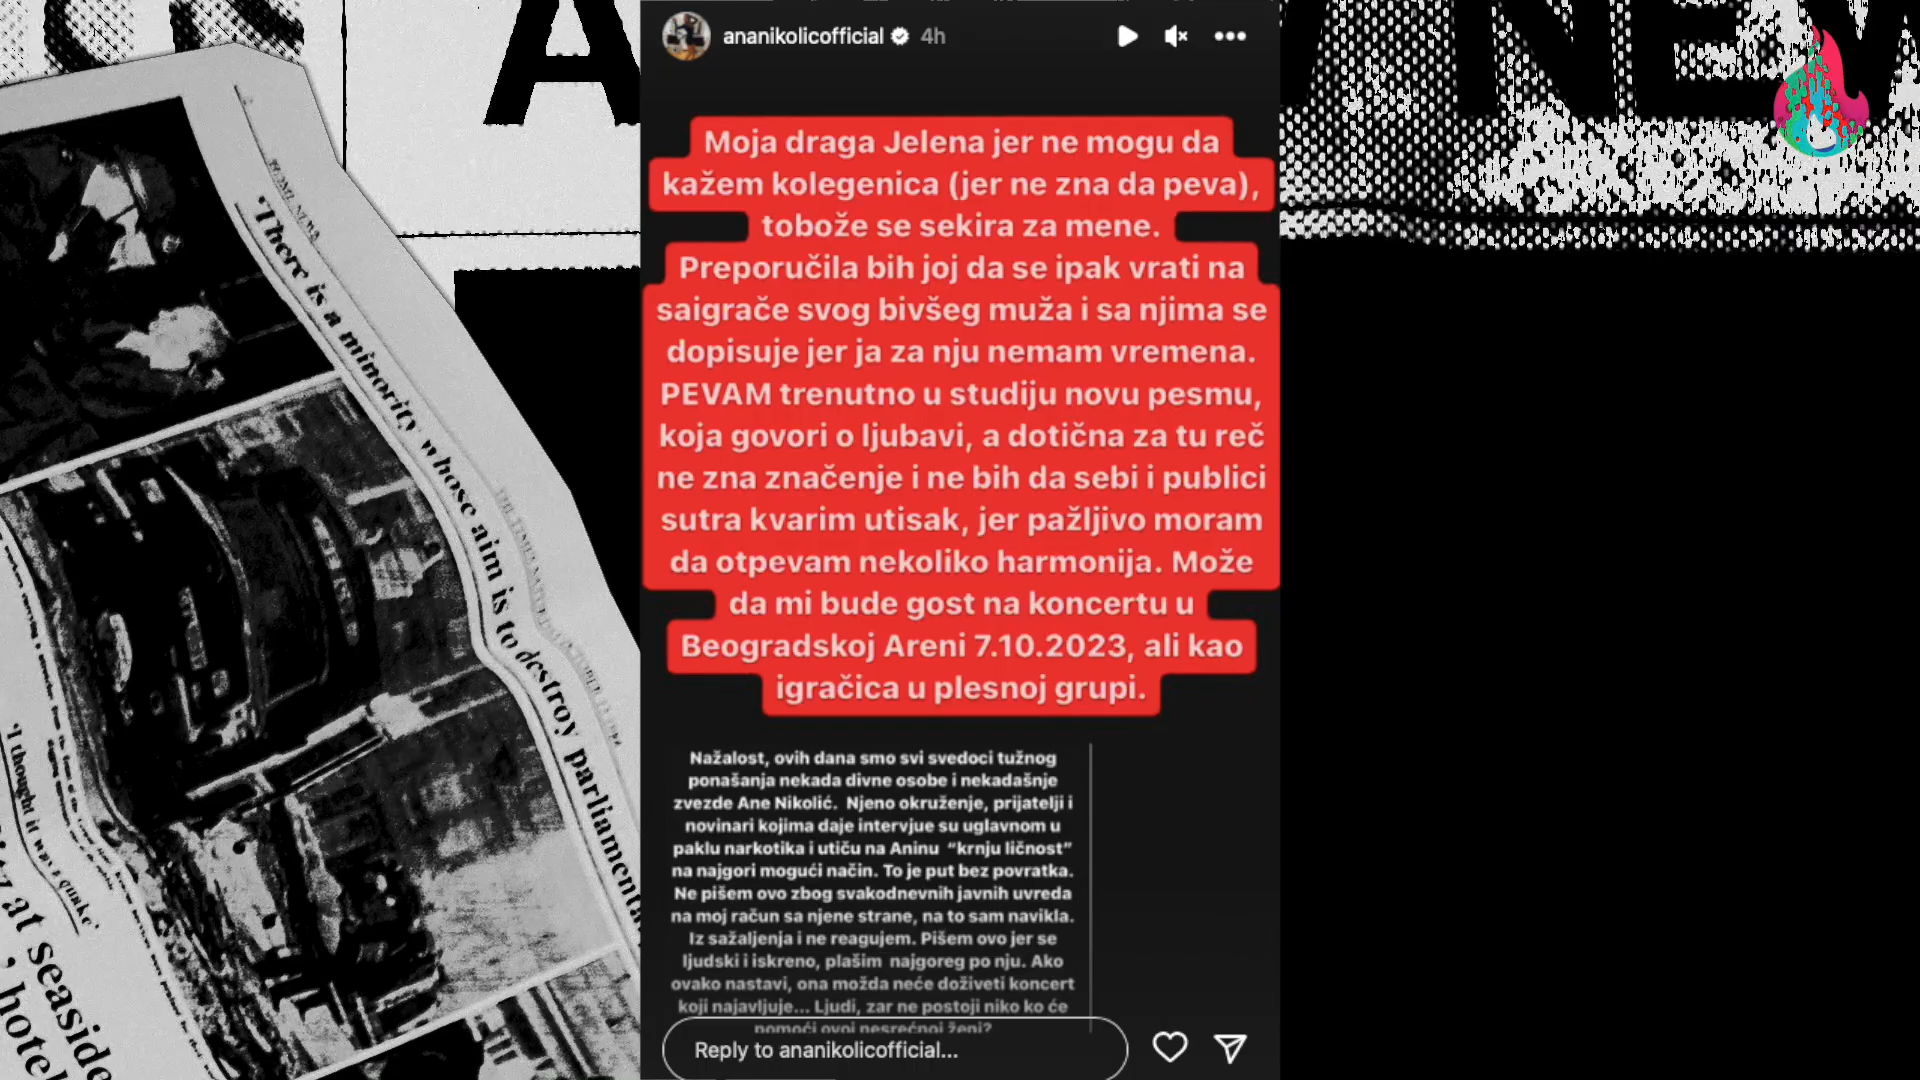 NEW
POMI NEWS
'There is a minority whose aim is to destroy parliamenta
'I thought it was a quake'
at seaside
hotel
ananikolicofficial 4h
Moja draga Jelena jer ne mogu da
kažem kolegenica (jer ne zna da peva),
tobože se sekira za mene.
Preporučila bih joj da se ipak vrati na
saigrače svog bivšeg muža i sa njima se
dopisuje jer ja za nju nemam vremena.
PEVAM trenutno u studiju novu pesmu,
koja govori o ljubavi, a dotična za tu reč
ne zna značenje i ne bih da sebi i publici
sutra kvarim utisak, jer pažljivo moram
da otpevam nekoliko harmonija. Može
da mi bude gost na koncertu u
Beogradskoj Areni 7.10.2023, ali kao
igračica u plesnoj grupi.
Nažalost, ovih dana smo svi svedoci tužnog
ponašanja nekada divne osobe i nekadašnje
zvezde Ane Nikolić. Njeno okruženje, prijatelji i
novinari kojima daje intervjue su uglavnom u
paklu narkotika i utiču na Aninu “krnju ličnost”
na najgori mogući način. To je put bez povratka.
Ne pišem ovo zbog svakodnevnih javnih uvreda
na moj račun sa njene strane, na to sam navikla.
Iz sažaljenja i ne reagujem. Pišem ovo jer se
ljudski i iskreno, plašim najgoreg po nju. Ako
ovako nastavi, ona možda neće doživeti koncert
koji najavljuje... Ljudi, zar ne postoji niko ko će
pomoći ovoj nesrećnoj ženi?
Reply to ananikolicofficial...